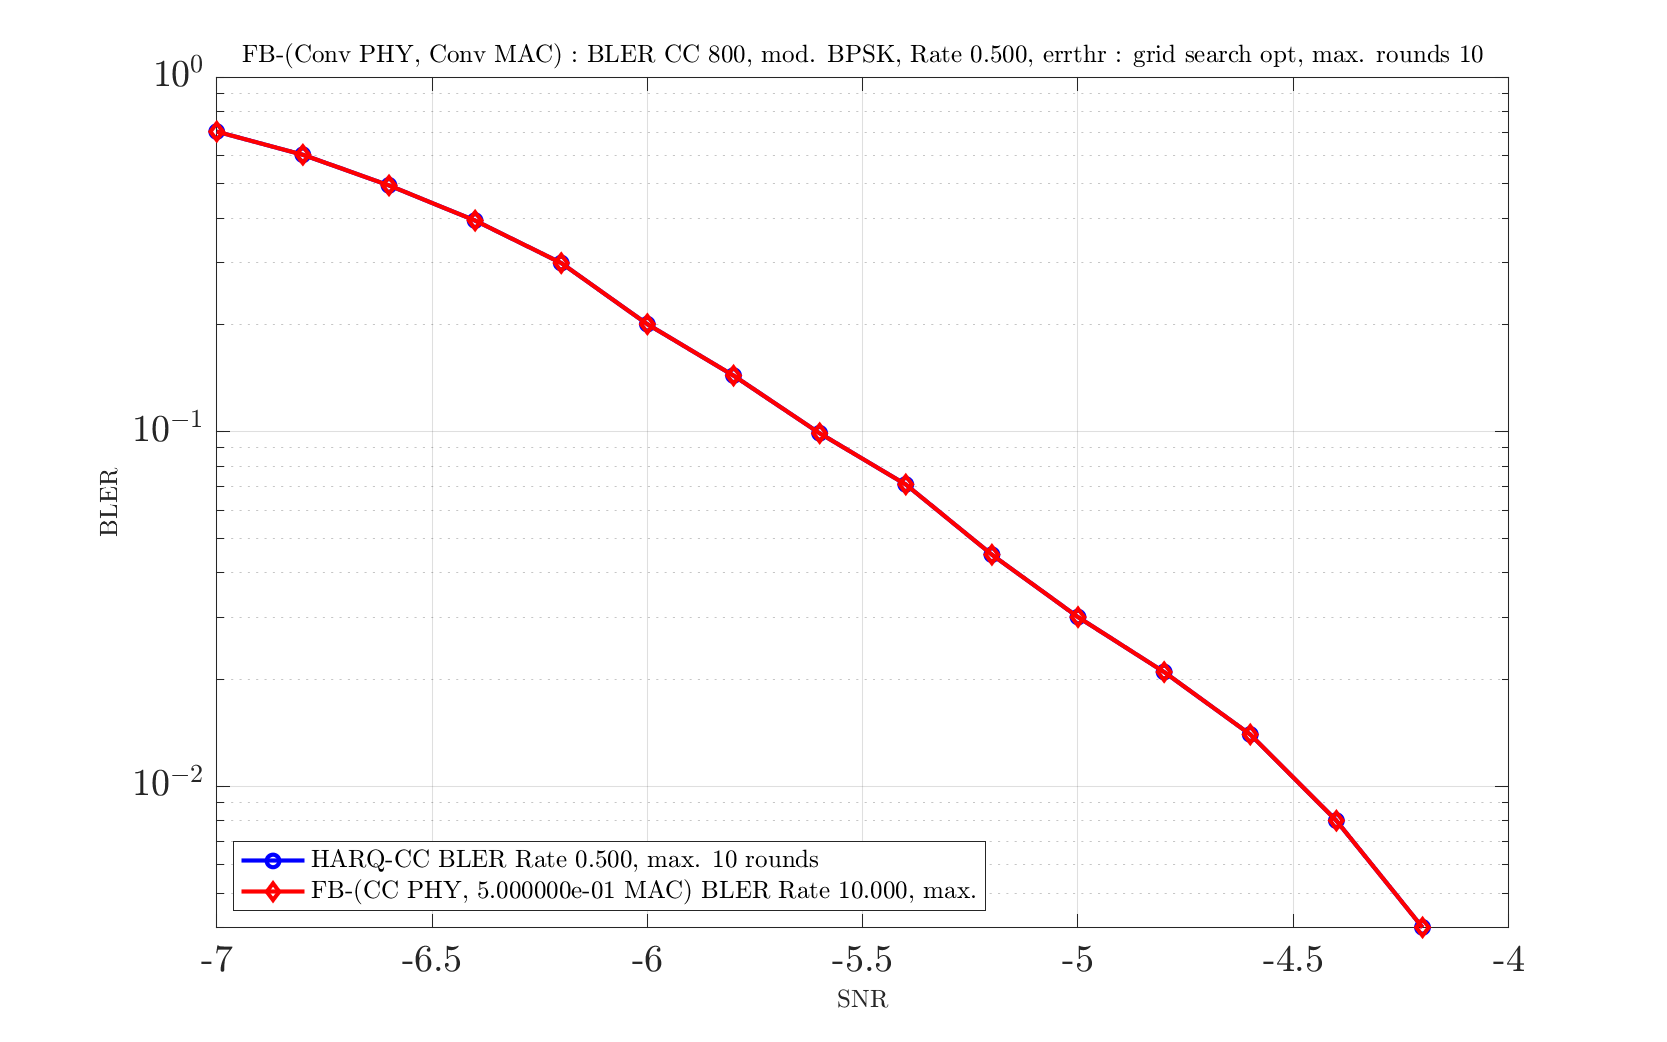 FB-(Conv PHY, Conv MAC) : BLER CC 800, mod. BPSK, Rate 0.500, errthr : grid search opt, max. rounds 10
10^0
10^{-1}
10^{-2}
BLER
HARQ-CC BLER Rate 0.500, max. 10 rounds
FB-(CC PHY, 5.000000e-01 MAC) BLER Rate 10.000, max.
-7 -6.5 -6 -5.5 -5 -4.5 -4
SNR